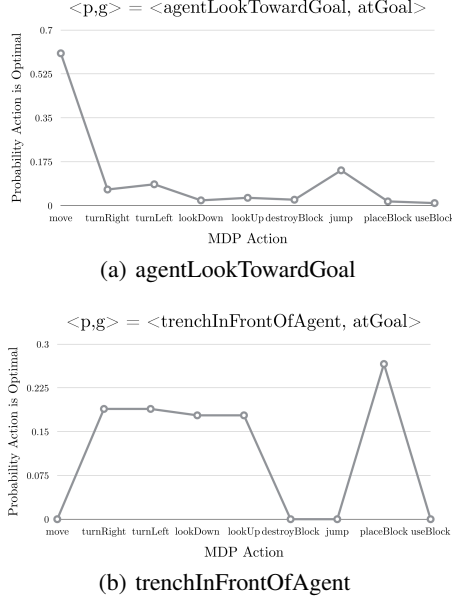 <p,g> = <agentLookTowardGoal, atGoal>
Probability Action is Optimal
0.7
0.525
0.35
0.175
0
move turnRight turnLeft lookDown lookUp destroyBlock jump placeBlock useBlock
MDP Action
(a) agentLookTowardGoal
<p,g> = <trenchInFrontOfAgent, atGoal>
Probability Action is Optimal
0.3
0.225
0.15
0.075
0
move turnRight turnLeft lookDown lookUp destroyBlock jump placeBlock useBlock
MDP Action
(b) trenchInFrontOfAgent